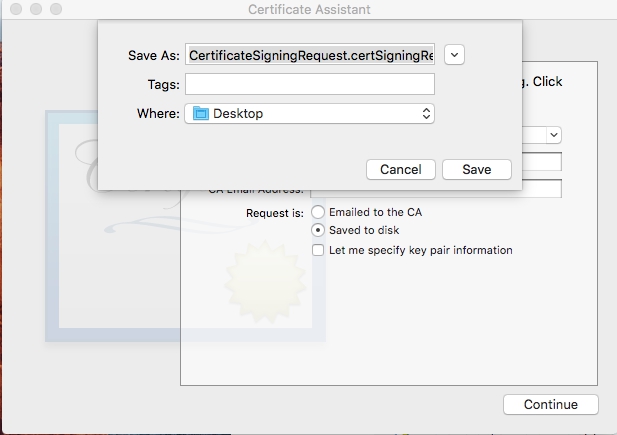 Certificate Assistant
Save As: CertificateSigningRequest.certSigningRe
Tags:
Where: Desktop
g. Click
Cancel Save
CA Email Address:
Request is: Emailed to the CA
Saved to disk
Let me specify key pair information
Continue